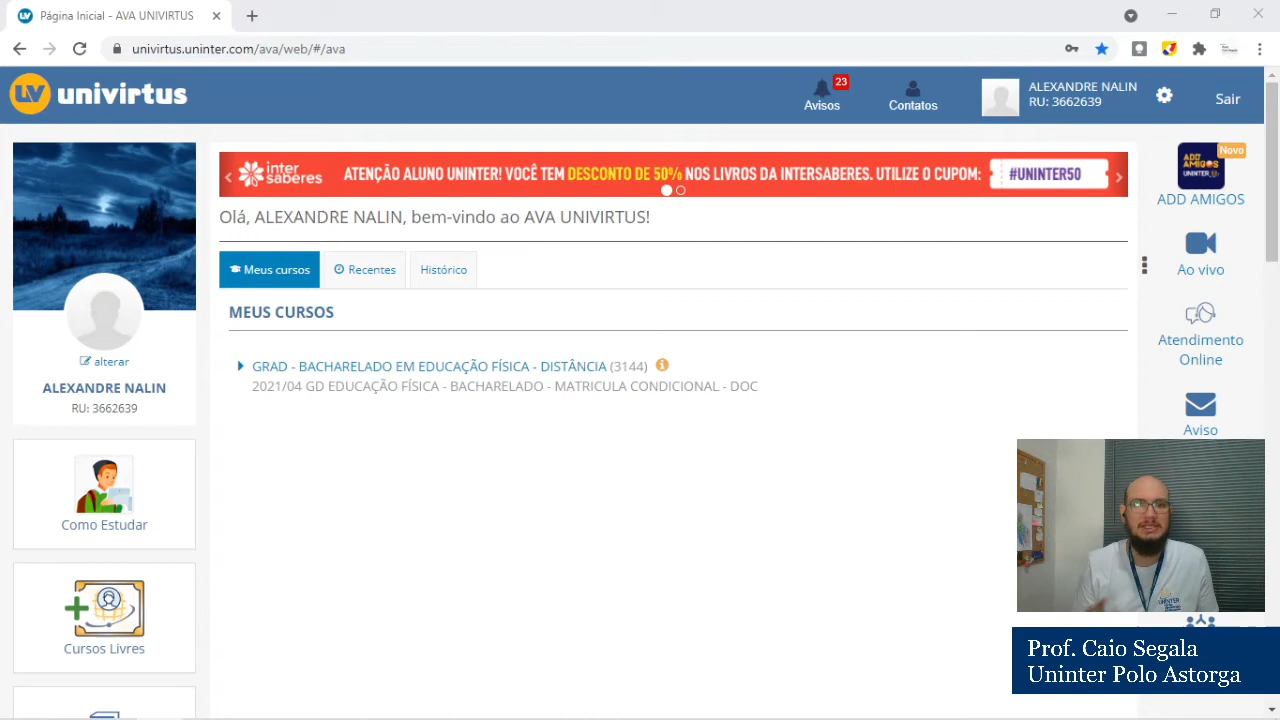 Página Inicial - AVA UNIVIRTUS
univirtus.uninter.com/ava/web/#/ava
univirtus
23
Avisos
Contatos
ALEXANDRE NALIN
RU: 3662639
Sair
inter
saberes
ATENÇÃO ALUNO UNINTER! VOCÊ TEM DESCONTO DE 50% NOS LIVROS DA INTERSABERES. UTILIZE O CUPOM:
#UNINTER50
Olá, ALEXANDRE NALIN, bem-vindo ao AVA UNIVIRTUS!
Meus cursos
Recentes
Histórico
MEUS CURSOS
GRAD - BACHARELADO EM EDUCAÇÃO FÍSICA - DISTÂNCIA (3144)
2021/04 GD EDUCAÇÃO FÍSICA - BACHARELADO - MATRICULA CONDICIONAL - DOC
alterar
ALEXANDRE NALIN
RU: 3662639
Como Estudar
Cursos Livres
Novo
ADD
AMIGOS
UNINTER
ADD AMIGOS
Ao vivo
Atendimento
Online
Aviso
Prof. Caio Segala
Uninter Polo Astorga